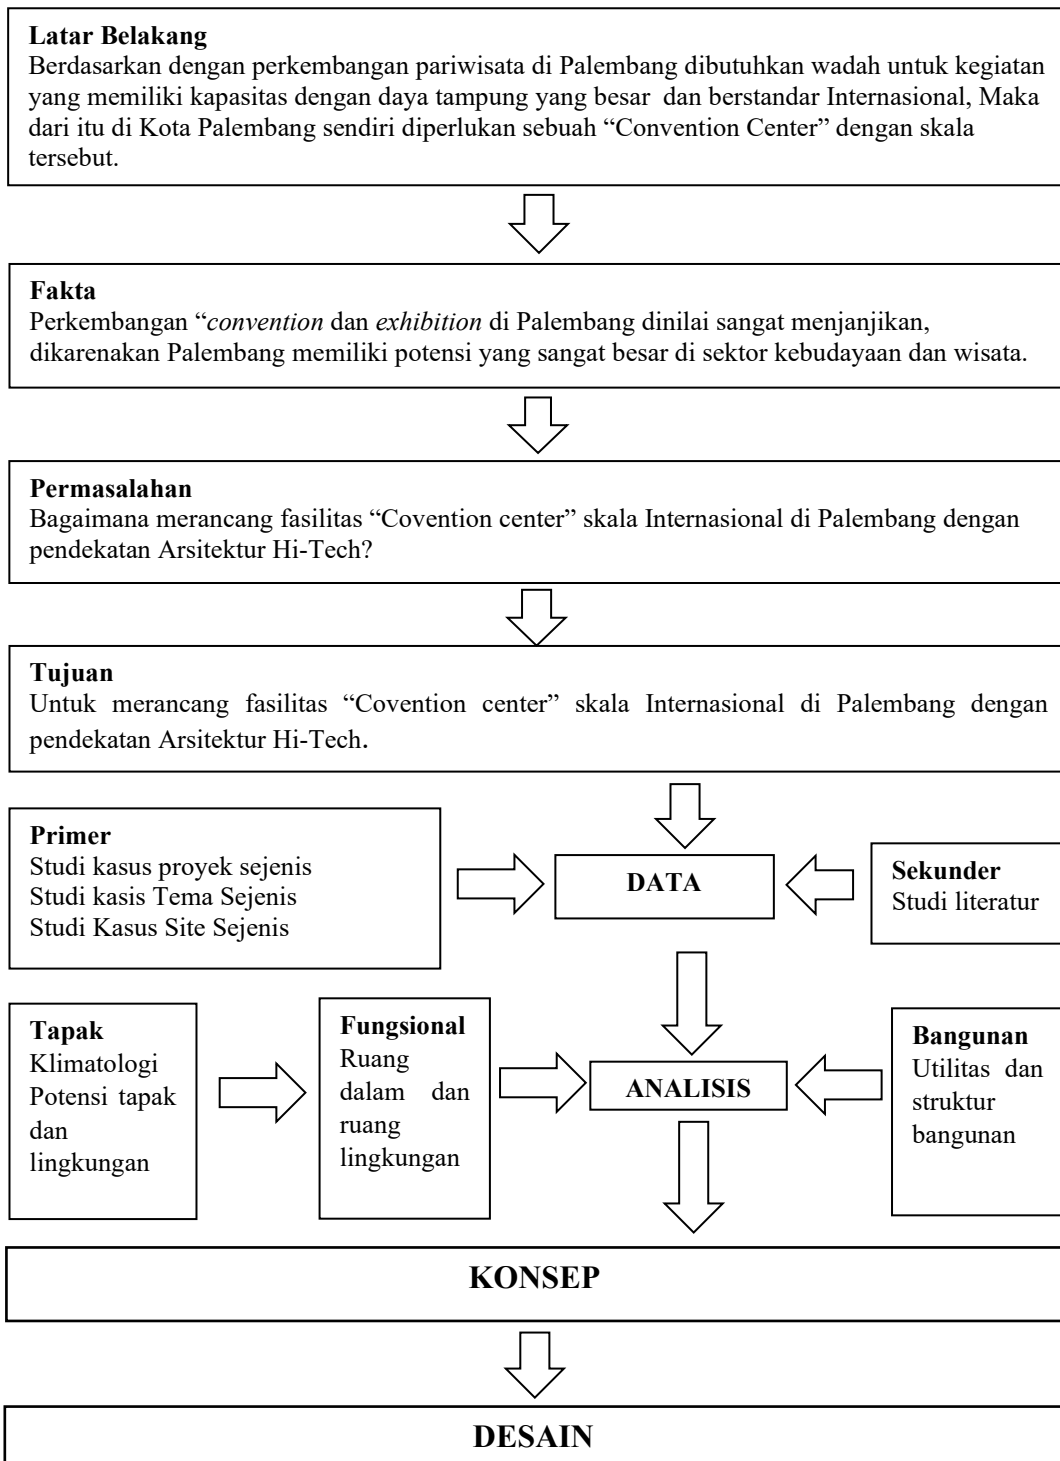 Latar Belakang
Berdasarkan dengan perkembangan pariwisata di Palembang dibutuhkan wadah untuk kegiatan
yang memiliki kapasitas dengan daya tampung yang besar  dan berstandar Internasional, Maka
dari itu di Kota Palembang sendiri diperlukan sebuah “Convention Center” dengan skala
tersebut.
Fakta
Perkembangan “convention dan exhibition di Palembang dinilai sangat menjanjikan,
dikarenakan Palembang memiliki potensi yang sangat besar di sektor kebudayaan dan wisata.
Permasalahan
Bagaimana merancang fasilitas “Covention center” skala Internasional di Palembang dengan
pendekatan Arsitektur Hi-Tech?
Tujuan
Untuk merancang fasilitas “Covention center” skala Internasional di Palembang dengan
pendekatan Arsitektur Hi-Tech.
Primer
Studi kasus proyek sejenis
Studi kasis Tema Sejenis
Studi Kasus Site Sejenis
DATA
Sekunder
Studi literatur
Tapak
Klimatologi
Potensi tapak
dan
lingkungan
Fungsional
Ruang
dalam dan
ruang
lingkungan
ANALISIS
Bangunan
Utilitas dan
struktur
bangunan
KONSEP
DESAIN